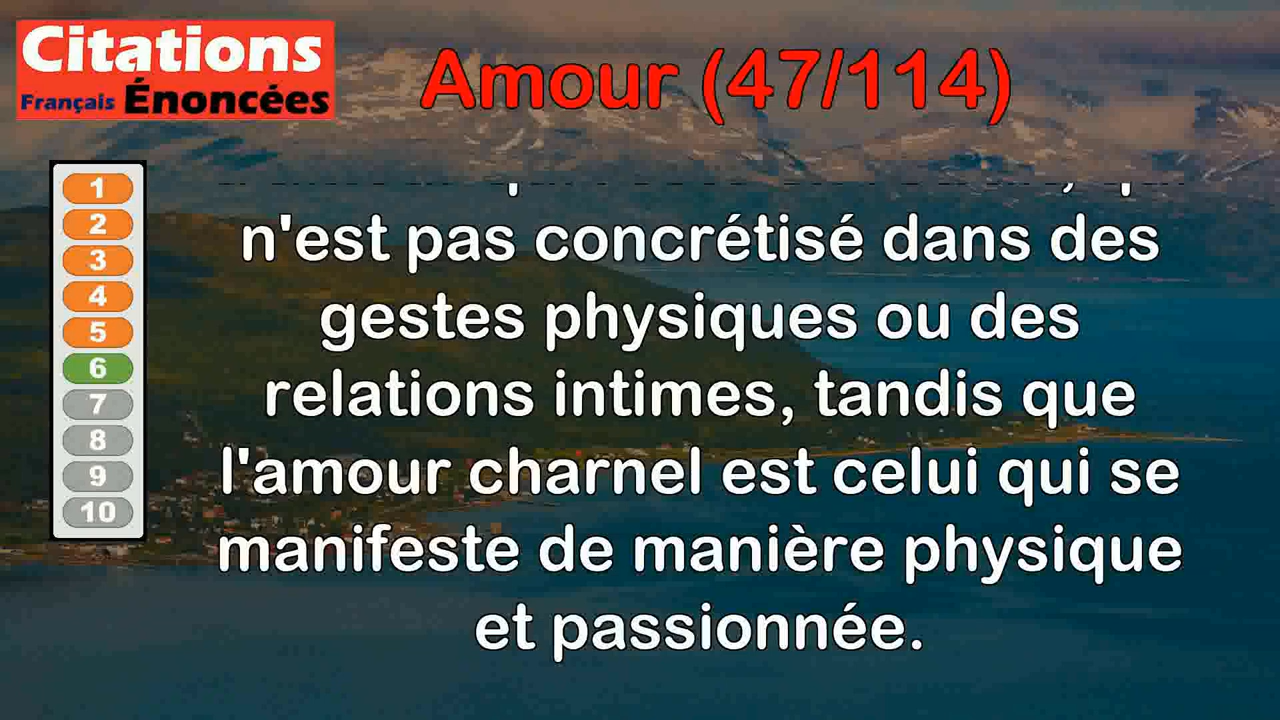 Citations
Français Énoncées
Amour (47/114)
1
2
3
4
5
6
7
8
9
10
n'est pas concrétisé dans des
gestes physiques ou des
relations intimes, tandis que
l'amour charnel est celui qui se
manifeste de manière physique
et passionnée.